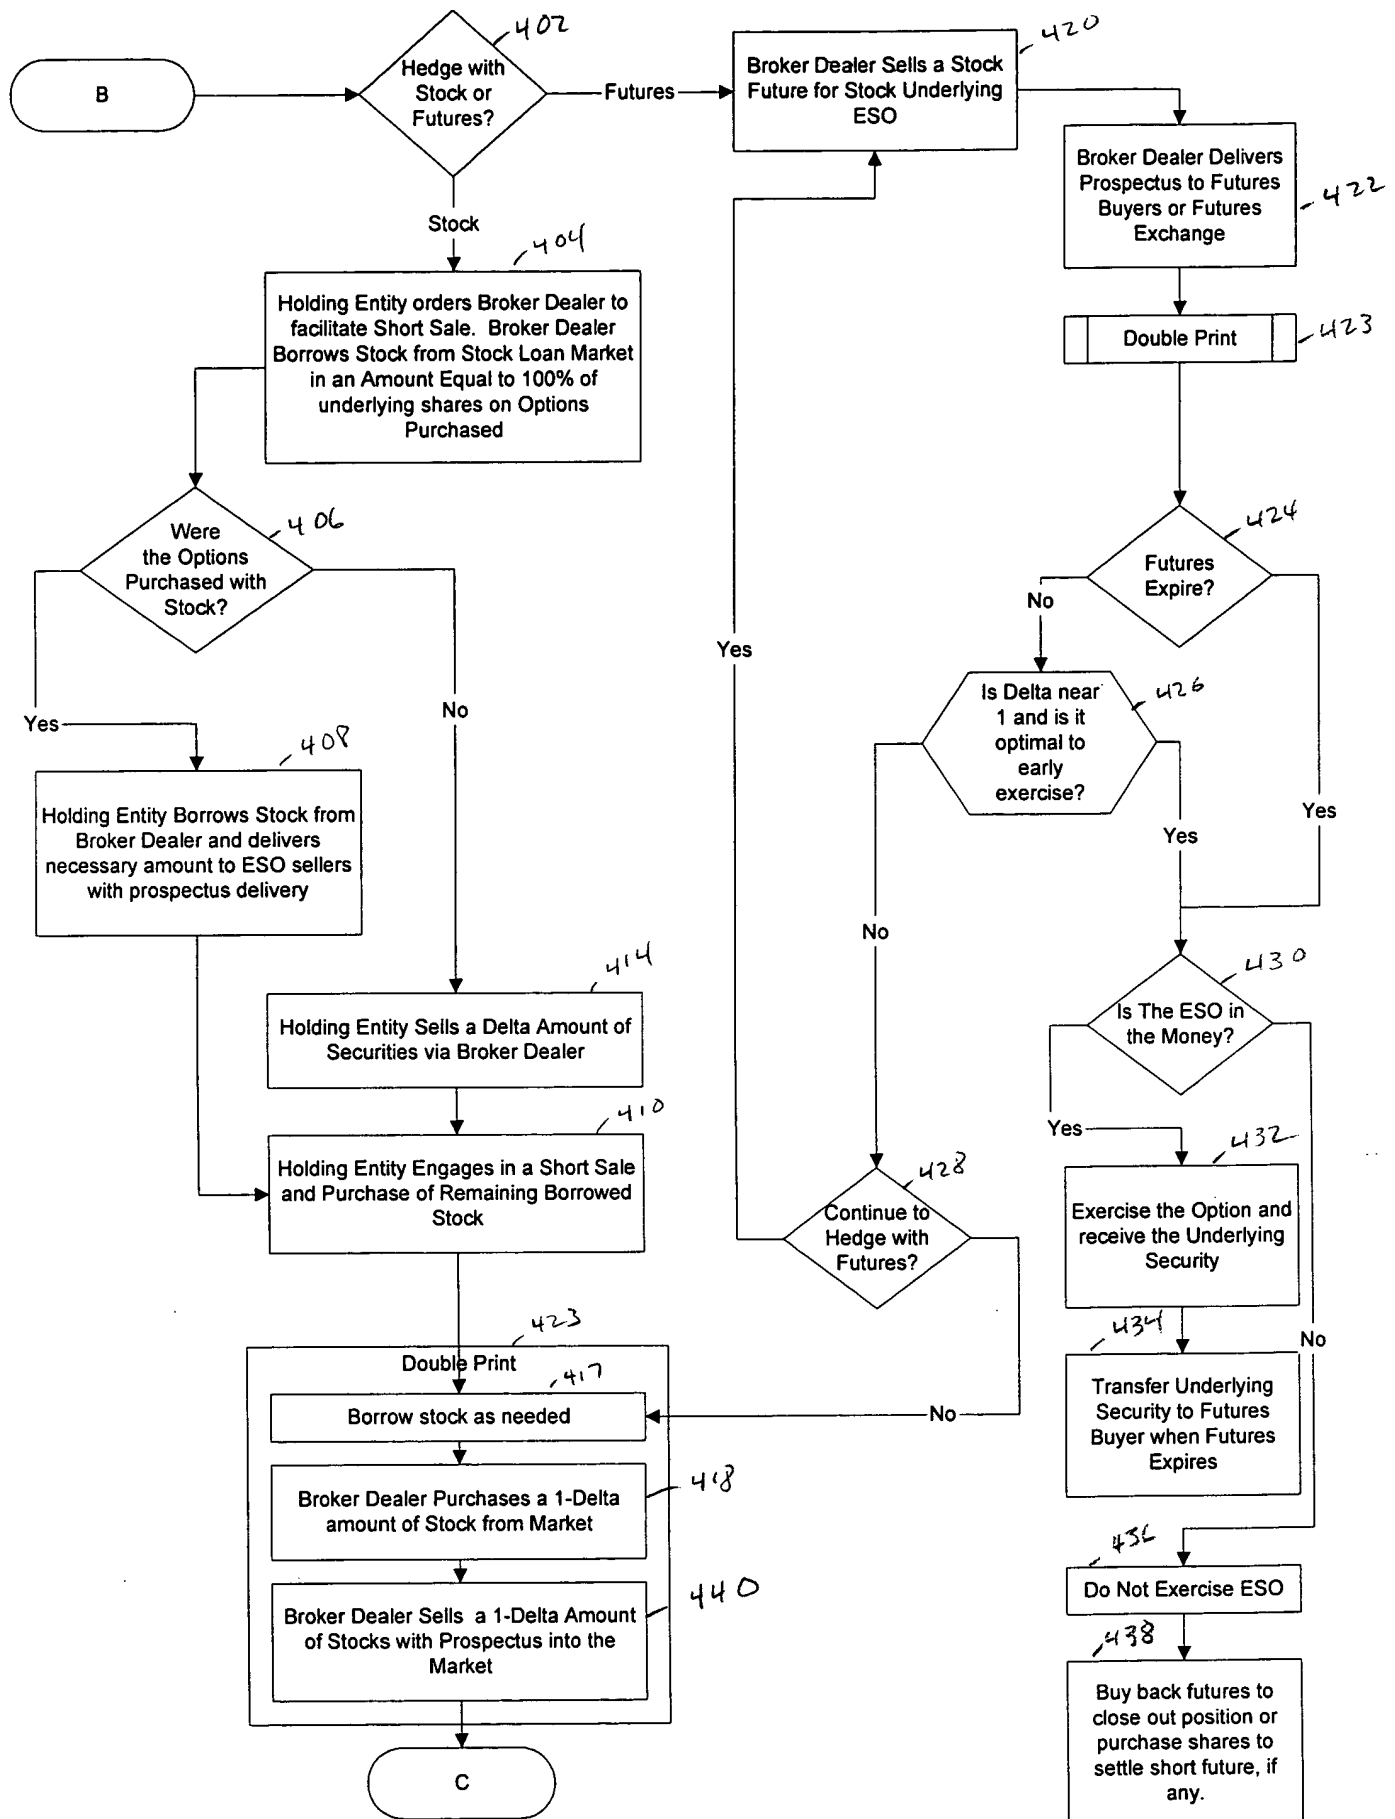 402
B
Hedge with
Stock or
Futures?
Futures
420
Broker Dealer Sells a Stock
Future for Stock Underlying
ESO
Broker Dealer Delivers
Prospectus to Futures
Buyers or Futures
Exchange
422
Stock
404
Holding Entity orders Broker Dealer to
facilitate Short Sale. Broker Dealer
Borrows Stock from Stock Loan Market
in an Amount Equal to 100% of
underlying shares on Options
Purchased
Double Print
423
406
Were
the Options
Purchased with
Stock?
424
Futures
Expire?
No
Yes
Yes
No
Yes
426
Is Delta near
1 and is it
optimal to
early
exercise?
Yes
No
408
Holding Entity Borrows Stock from
Broker Dealer and delivers
necessary amount to ESO sellers
with prospectus delivery
414
Holding Entity Sells a Delta Amount of
Securities via Broker Dealer
430
Is The ESO in
the Money?
Yes
No
410
Holding Entity Engages in a Short Sale
and Purchase of Remaining Borrowed
Stock
428
Continue to
Hedge with
Futures?
No
432
Exercise the Option and
receive the Underlying
Security
434
Transfer Underlying
Security to Futures
Buyer when Futures
Expires
423
Double Print
417
Borrow stock as needed
418
Broker Dealer Purchases a 1-Delta
amount of Stock from Market
440
Broker Dealer Sells a 1-Delta Amount
of Stocks with Prospectus into the
Market
C
436
Do Not Exercise ESO
438
Buy back futures to
close out position or
purchase shares to
settle short future, if
any.